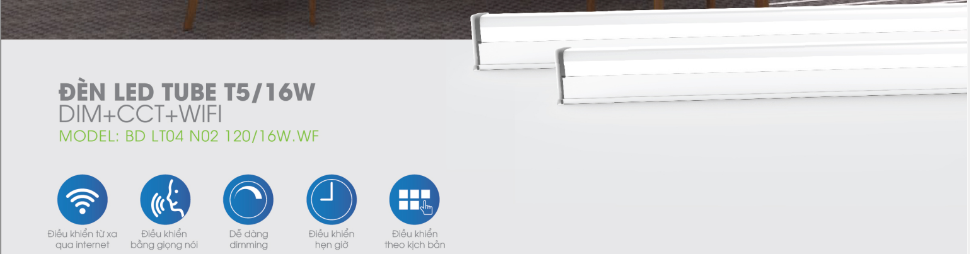 ĐÈN LED TUBE T5/16W
DIM+CCT+WIFI
MODEL: BD LT04 N02 120/16W.WF
Điều khiển từ xa
qua internet
Điều khiển
bằng giọng nói
Dễ dàng
dimming
Điều khiển
hẹn giờ
Điều khiển
theo kịch bản